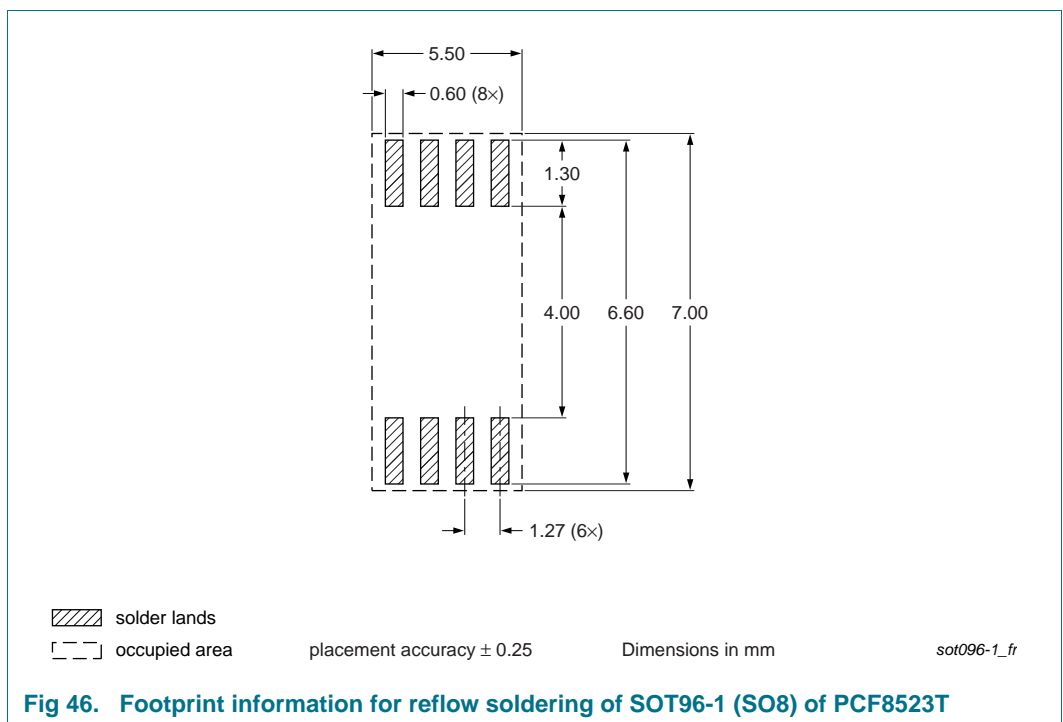 5.50
0.60 (8×)
1.30
4.00
6.60
7.00
1.27 (6×)
solder lands
occupied area
placement accuracy ± 0.25
Dimensions in mm
sot096-1_fr
Fig 46. Footprint information for reflow soldering of SOT96-1 (SO8) of PCF8523T